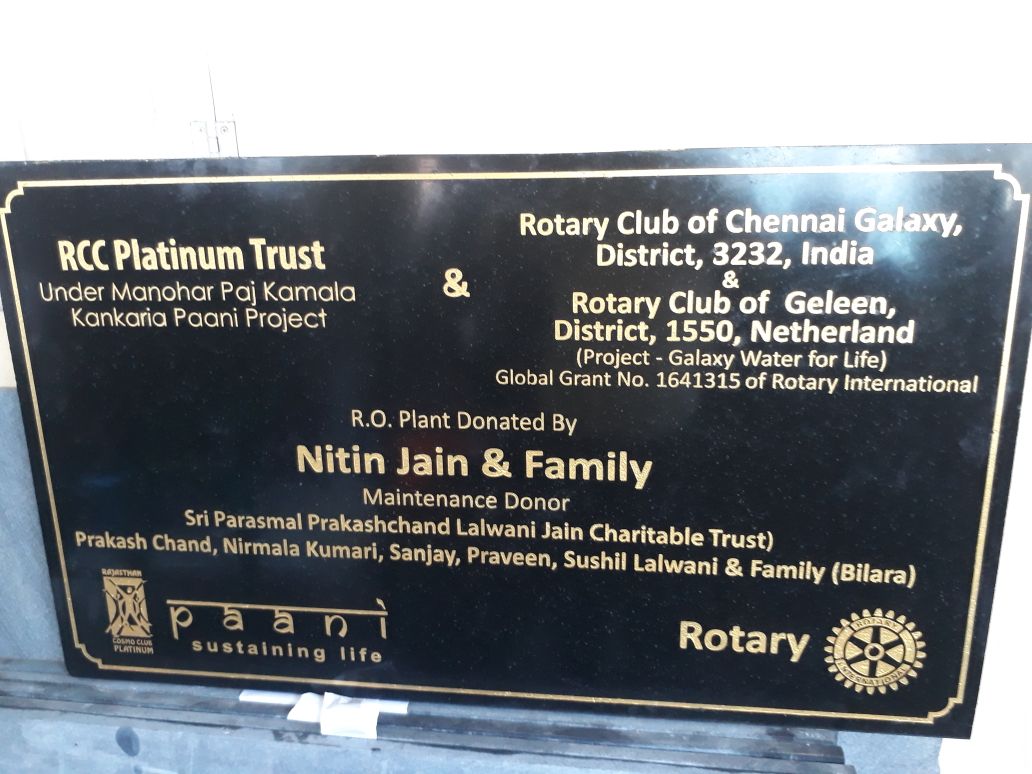 RCC Platinum Trust
Under Manohar Paj Kamala
Kankaria Paani Project
&
Rotary Club of Chennai Galaxy,
District, 3232, India
&
Rotary Club of Geleen,
District, 1550, Netherland
(Project - Galaxy Water for Life)
Global Grant No. 1641315 of Rotary International
R.O. Plant Donated By
Nitin Jain & Family
Maintenance Donor
Sri Parasmal Prakashchand Lalwani Jain Charitable Trust)
Prakash Chand, Nirmala Kumari, Sanjay, Praveen, Sushil Lalwani & Family (Bilara)
RAJASTHAN
COSMO CLUB
PLATINUM
paani
sustaining life
Rotary
ROTARY
INTERNATIONAL